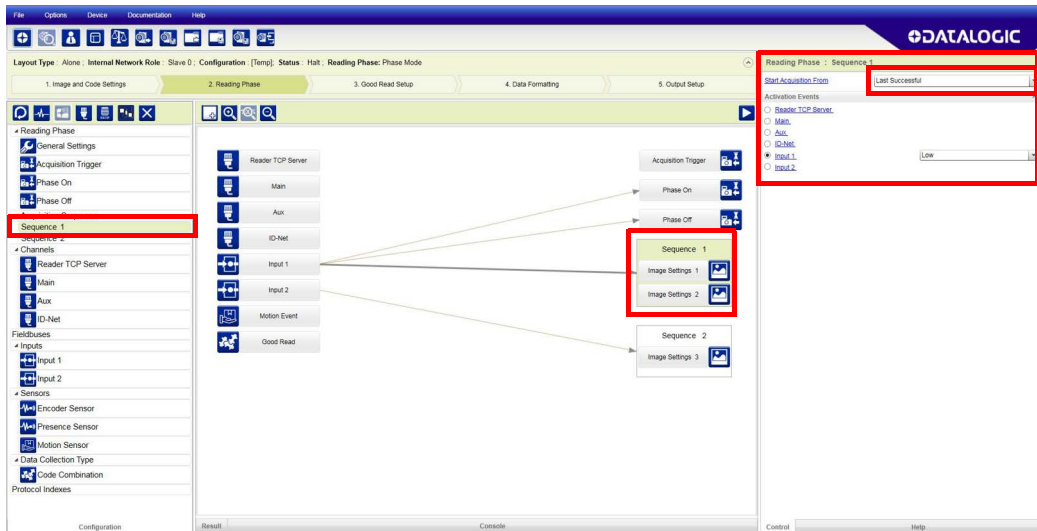 File Options Device Documentation Help
DATALOGIC
Layout Type : Alone ; Internal Network Role : Slave 0 ; Configuration : [Temp]; Status : Halt ; Reading Phase: Phase Mode
1. Image and Code Settings
2. Reading Phase
3. Good Read Setup
4. Data Formatting
5. Output Setup
Reading Phase
General Settings
Acquisition Trigger
Phase On
Phase Off
Sequence 1
Sequence 2
Channels
Reader TCP Server
Main
Aux
ID-Net
Fieldbuses
Inputs
Input 1
Input 2
Sensors
Encoder Sensor
Presence Sensor
Motion Sensor
Data Collection Type
Code Combination
Protocol Indexes
Configuration
Reader TCP Server
Main
Aux
ID-Net
Input 1
Input 2
Motion Event
Good Read
Acquisition Trigger
Phase On
Phase Off
Sequence 1
Image Settings 1
Image Settings 2
Sequence 2
Image Settings 3
Result
Console
Reading Phase : Sequence 1
Start Acquisition From Last Successful
Activation Events
Reader TCP Server
Main
Aux
ID-Net
Input 1 Low
Input 2
Control Help